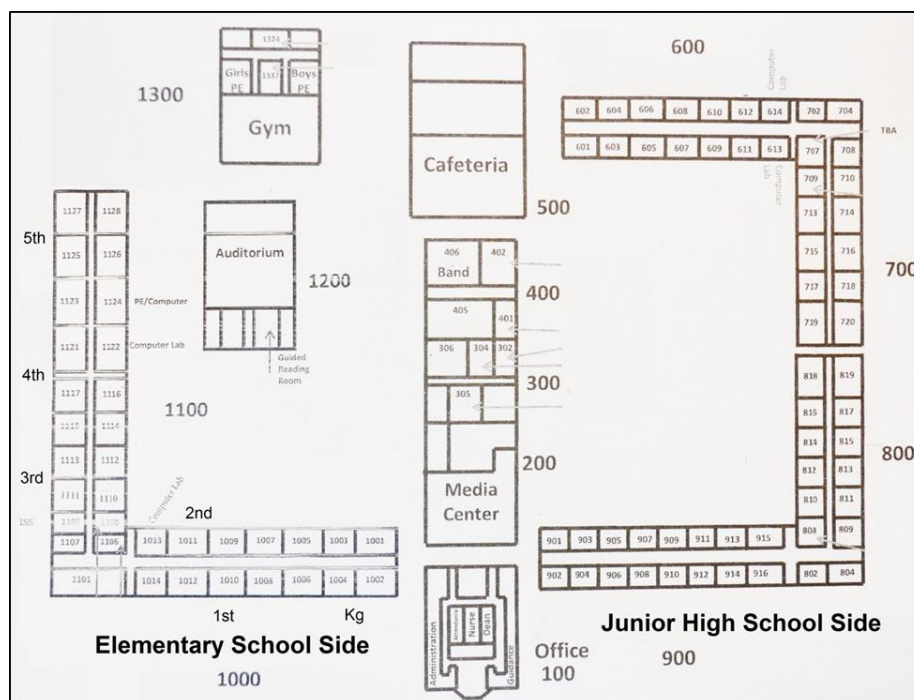 1324
600
Computer Lab
Girls PE
1337
Boys PE
1300
Gym
Cafeteria
500
602 604 606 608 610 612 614 702 704
TBA
601 603 605 607 609 611 613 707 708
Computer Lab
709 710
713 714
715 716
700
717 718
719 720
1127 1128
5th
1125 1126
1123 1124 PE/Computer
1121 Computer Lab
4th
1117 1116
1113 1112
3rd
1111 1110
ISS
1107 1106
1101
1100
Auditorium
1200
Guided Reading Room
406 Band 402
400
405 401
306 304 302
300
305
200
Media Center
818 819
815 817
814 815
800
812 813
810 811
808 809
Computer Lab
2nd
1013 1011 1009 1007 1005 1003 1001
1014 1012 1010 1008 1006 1004 1002
1st Kg
Elementary School Side
1000
901 903 905 907 909 911 913 915
902 904 906 908 910 912 914 916 802 804
Junior High School Side
900
Administration
Attendance
Nurse
Dean
Guidance
Office
100